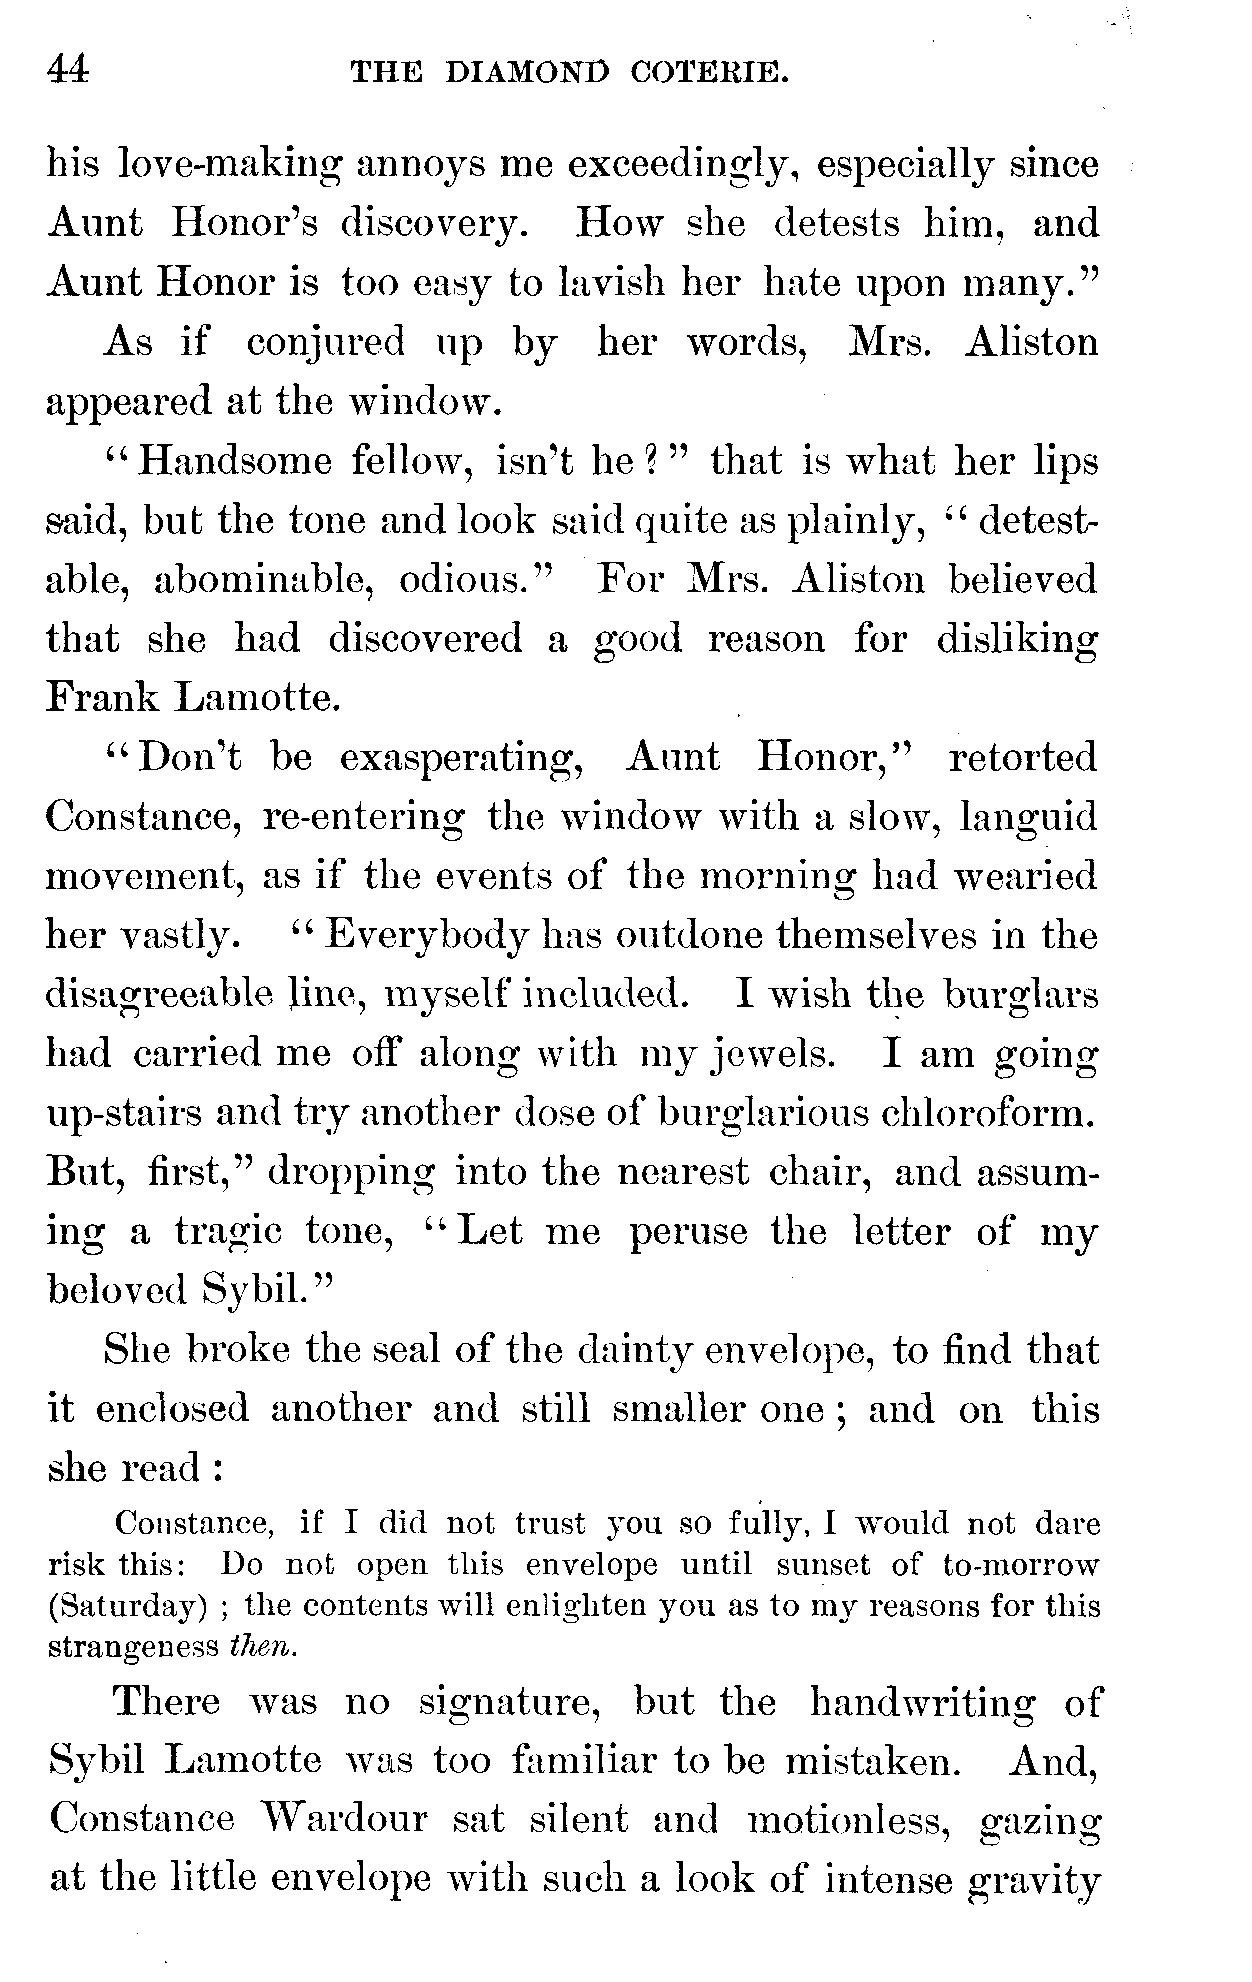 44 THE DIAMOND COTERIE.
his love-making annoys me exceedingly, especially since
Aunt Honor's discovery. How she detests him, and
Aunt Honor is too easy to lavish her hate upon many."
As if conjured up by her words, Mrs. Aliston
appeared at the window.
"Handsome fellow, isn't he?" that is what her lips
said, but the tone and look said quite as plainly, "detest-
able, abominable, odious." For Mrs. Aliston believed
that she had discovered a good reason for disliking
Frank Lamotte.
"Don't be exasperating, Aunt Honor," retorted
Constance, re-entering the window with a slow, languid
movement, as if the events of the morning had wearied
her vastly. "Everybody has outdone themselves in the
disagreeable line, myself included. I wish the burglars
had carried me off along with my jewels. I am going
up-stairs and try another dose of burglarious chloroform.
But, first," dropping into the nearest chair, and assum-
ing a tragic tone, "Let me peruse the letter of my
beloved Sybil."
She broke the seal of the dainty envelope, to find that
it enclosed another and still smaller one; and on this
she read:
Constance, if I did not trust you so fully, I would not dare
risk this: Do not open this envelope until sunset of to-morrow
(Saturday); the contents will enlighten you as to my reasons for this
strangeness then.
There was no signature, but the handwriting of
Sybil Lamotte was too familiar to be mistaken. And,
Constance Wardour sat silent and motionless, gazing
at the little envelope with such a look of intense gravity